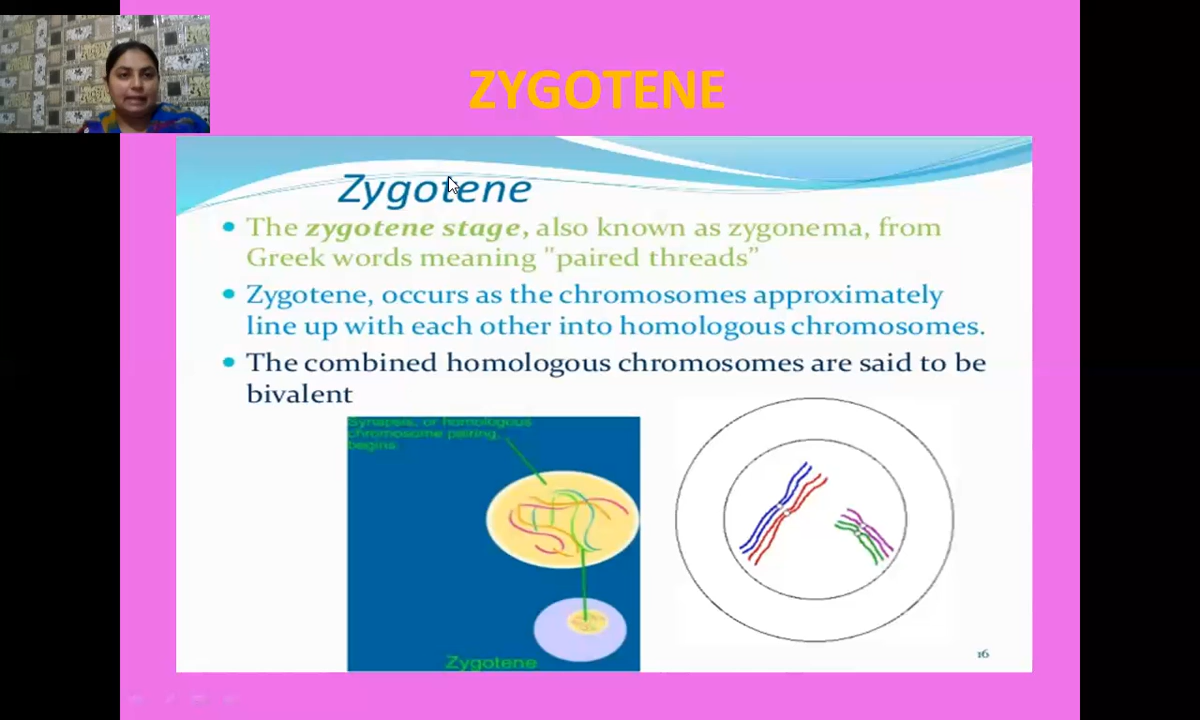 ZYGOTENE
Zygotene
• The zygotene stage, also known as zygonema, from
Greek words meaning "paired threads”
• Zygotene, occurs as the chromosomes approximately
line up with each other into homologous chromosomes.
• The combined homologous chromosomes are said to be
bivalent
Synapsis, or homologous
chromosome pairing,
begins
Zygotene
16